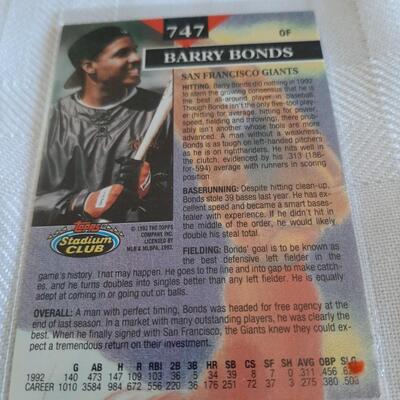 747
OF
BARRY BONDS
SAN FRANCISCO GIANTS
HITTING: Barry Bonds did nothing in 1992
to stem the growing consensus that he is
the best all-around player in baseball.
Though Bonds isn't the only five-tool play-
er (hitting for average, hitting for power,
speed, fielding and throwing), there prob-
ably isn't another whose tools are more
advanced. A man without a weakness,
Bonds is as tough on left-handed pitchers
as he is on righthanders. He hits well in
the clutch, evidenced by his .313 (186-
for-594) average with runners in scoring
position.
BASERUNNING: Despite hitting clean-up,
Bonds stole 39 bases last year. He has ex-
cellent speed and became a smart bases-
tealer with experience. If he didn't hit in
the middle of the order, he would likely
double his steal total.
FIELDING: Bonds' goal is to be known as
the best defensive left fielder in the
game's history. That may happen. He goes to the line and into gap to make catch-
es, and he turns doubles into singles better than any left fielder. He is equally
adept at coming in or going out on balls.
OVERALL: A man with perfect timing, Bonds was headed for free agency at the
end of last season. In a market with many outstanding players, he was clearly the
best. When he finally signed with San Francisco, the Giants knew they could ex-
pect a tremendous return on their investment.
© 1993 THE TOPPS
COMPANY, INC.
LICENSED BY
MLB & MLBPA, 1993.
Topps
Stadium
CLUB
G AB H R RBI 2B 3B HR SB CS SF SH AVG OBP SLG
1992 140 473 147 109 103 36 5 34 39 8 7 0 .311 .456
CAREER 1010 3584 984 672 556 220 36 176 251 72 37 3 .275 .380